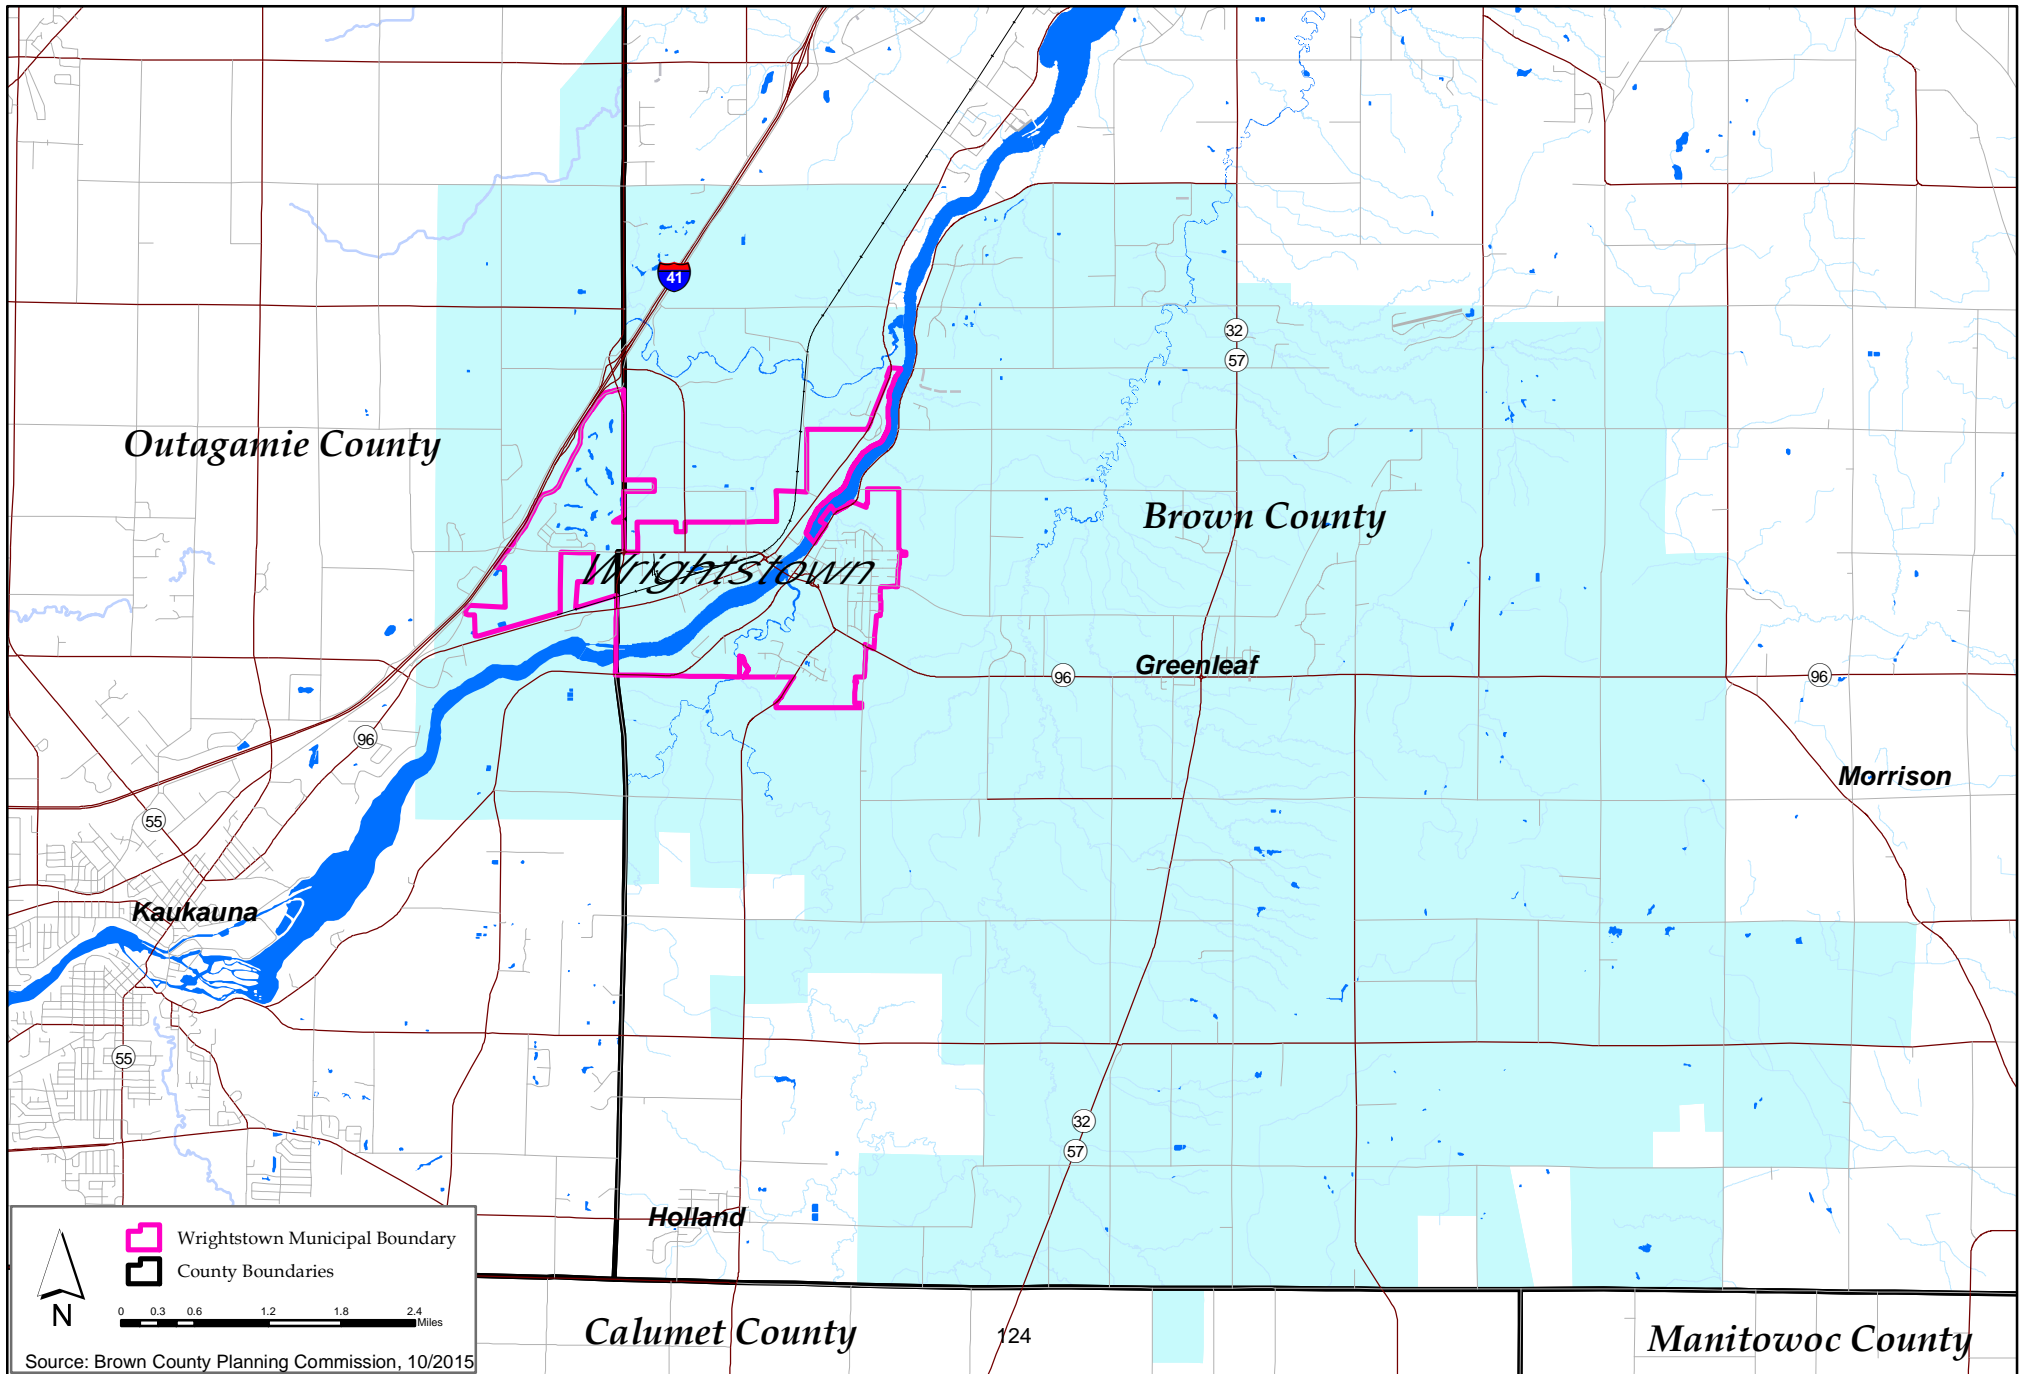 41
32
57
Outagamie County
Brown County
Wrightstown
Greenleaf
96
96
96
Morrison
55
Kaukauna
55
32
57
Holland
Wrightstown Municipal Boundary
County Boundaries
N
0 0.3 0.6 1.2 1.8 2.4
Miles
Source: Brown County Planning Commission, 10/2015
Calumet County
124
Manitowoc County